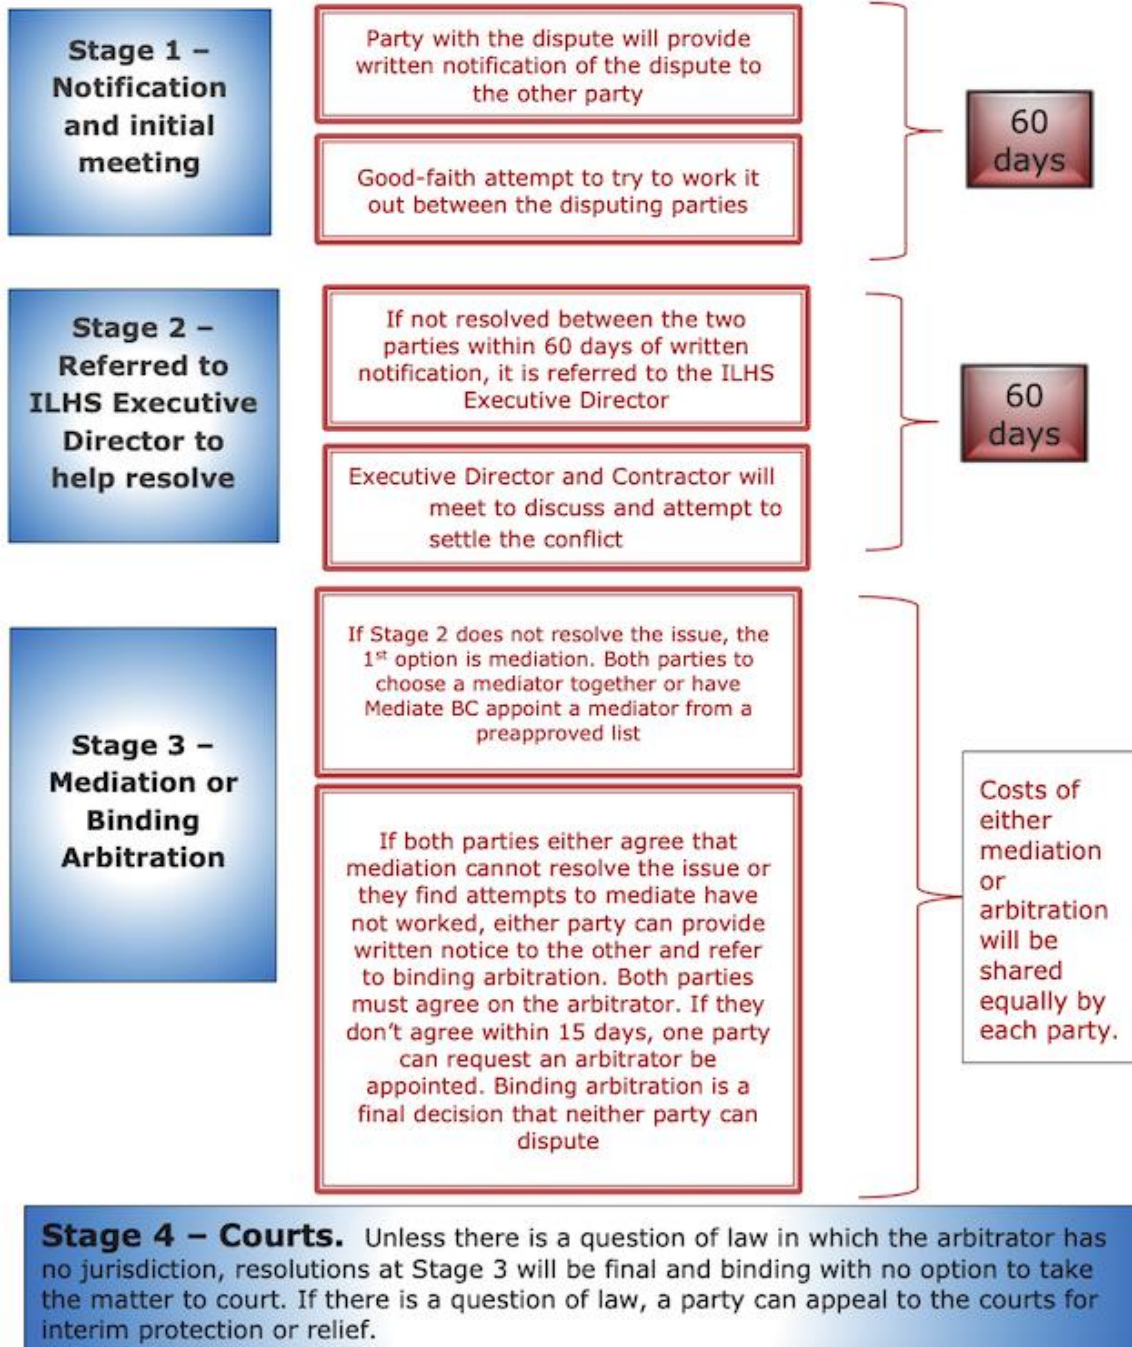 Stage 1 –
Notification
and initial
meeting
Party with the dispute will provide
written notification of the dispute to
the other party
Good-faith attempt to try to work it
out between the disputing parties
60
days
Stage 2 –
Referred to
ILHS Executive
Director to
help resolve
If not resolved between the two
parties within 60 days of written
notification, it is referred to the ILHS
Executive Director
Executive Director and Contractor will
meet to discuss and attempt to
settle the conflict
60
days
Stage 3 –
Mediation or
Binding
Arbitration
If Stage 2 does not resolve the issue, the
1st option is mediation. Both parties to
choose a mediator together or have
Mediate BC appoint a mediator from a
preapproved list
If both parties either agree that
mediation cannot resolve the issue or
they find attempts to mediate have
not worked, either party can provide
written notice to the other and refer
to binding arbitration. Both parties
must agree on the arbitrator. If they
don't agree within 15 days, one party
can request an arbitrator be
appointed. Binding arbitration is a
final decision that neither party can
dispute
Costs of
either
mediation
or
arbitration
will be
shared
equally by
each party.
Stage 4 – Courts. Unless there is a question of law in which the arbitrator has
no jurisdiction, resolutions at Stage 3 will be final and binding with no option to take
the matter to court. If there is a question of law, a party can appeal to the courts for
interim protection or relief.